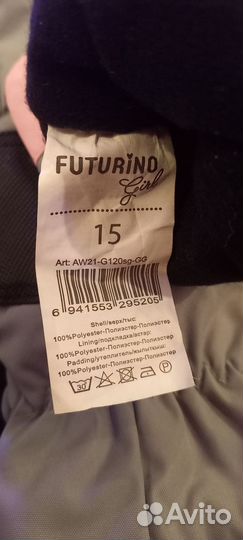 FUTURINO
Girl
15
Art: AW21-G120sg-GG
6 941553 295205
Shell/верх/тыс:
100%Polyester-Полиэстер-Полиэстер
Lining/подкладка/астар:
100%Polyester-Полиэстер-Полиэстер
Padding/утеплитель/жылытқыш:
100%Polyester-Полиэстер-Полиэстер
30
Avito